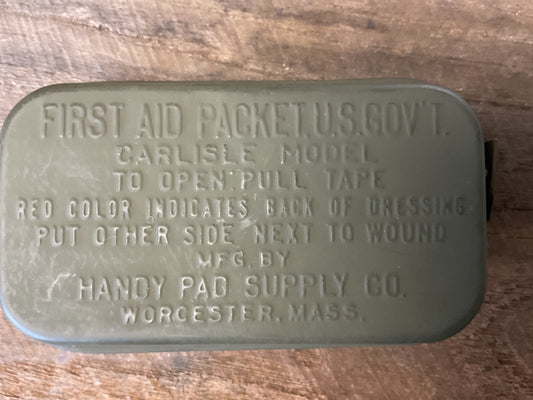 FIRST AID PACKET, U.S. GOV'T.
CARLISLE MODEL
TO OPEN: PULL TAPE
RED COLOR INDICATES BACK OF DRESSING
PUT OTHER SIDE NEXT TO WOUND
MFG. BY
HANDY PAD SUPPLY CO.
WORCESTER, MASS.